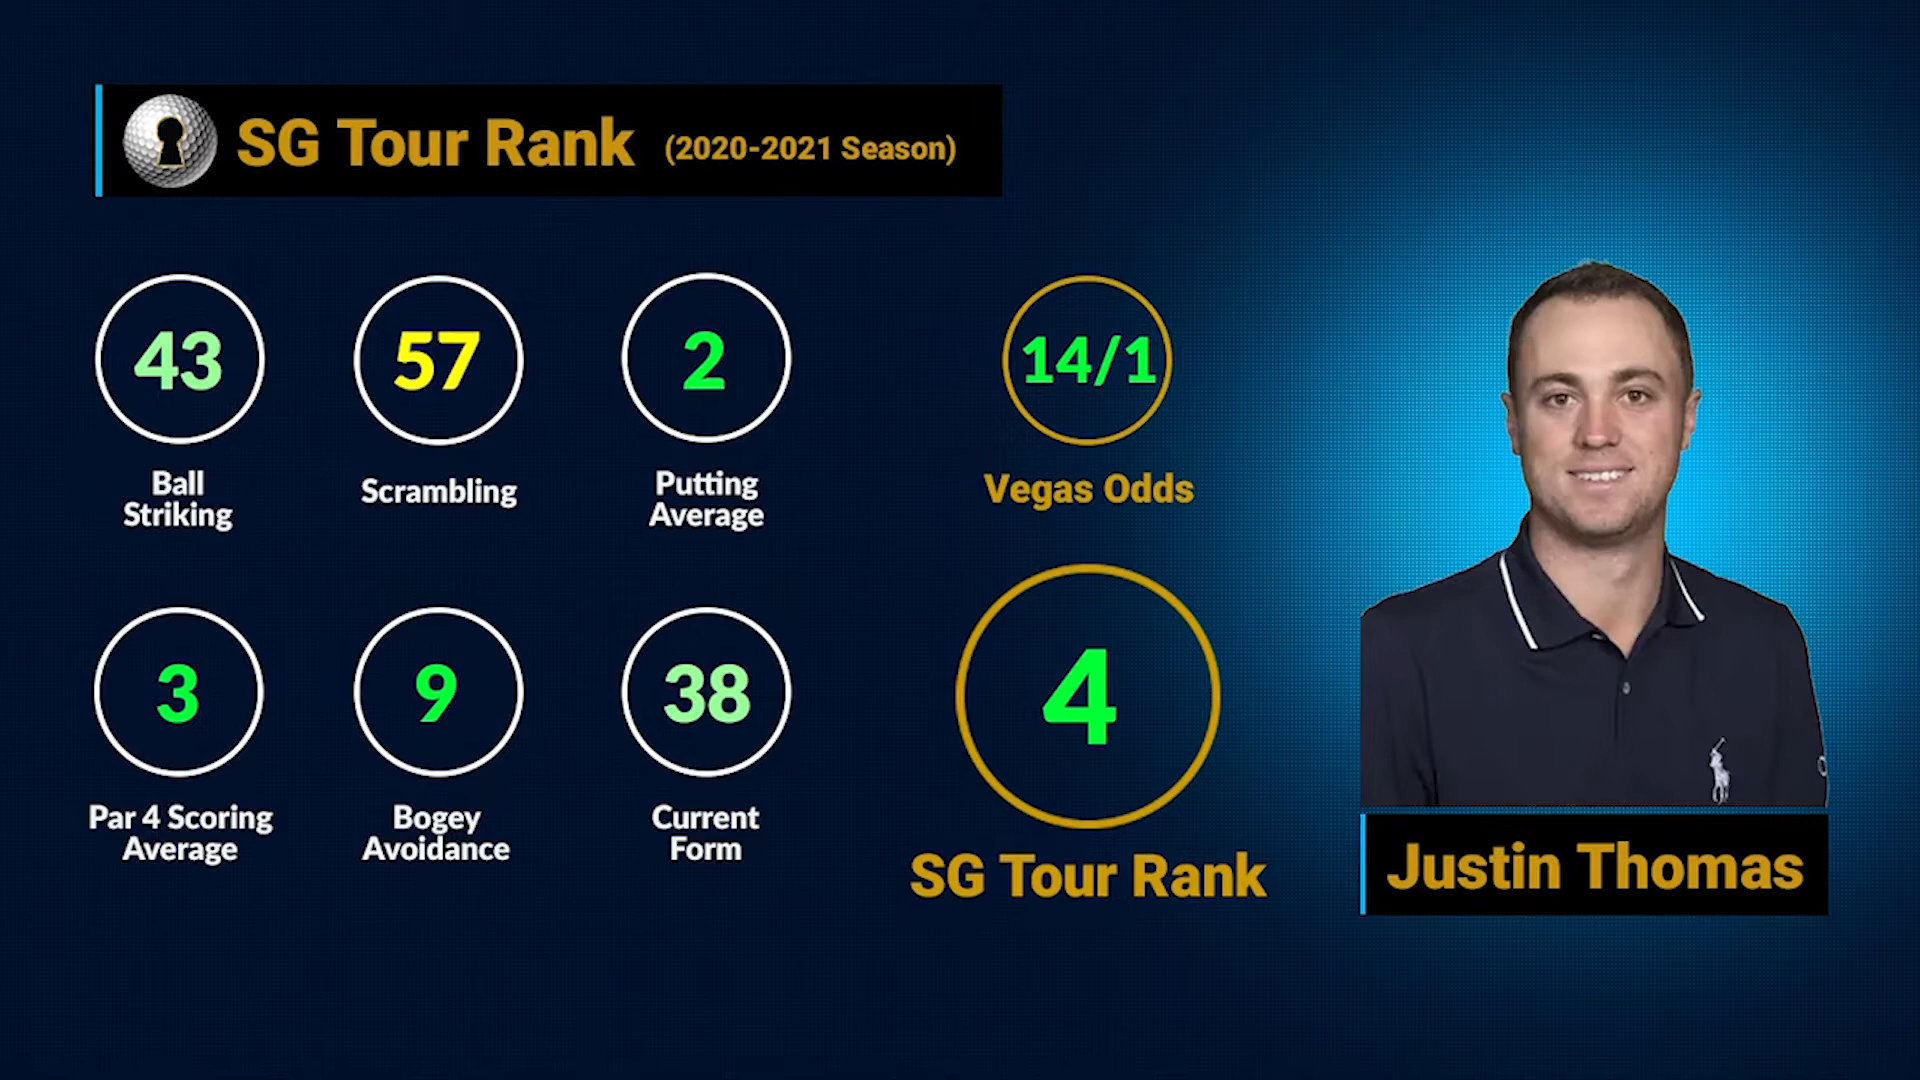 SG Tour Rank (2020-2021 Season)
43
Ball
Striking
57
Scrambling
2
Putting
Average
14/1
Vegas Odds
3
Par 4 Scoring
Average
9
Bogey
Avoidance
38
Current
Form
4
SG Tour Rank
Justin Thomas